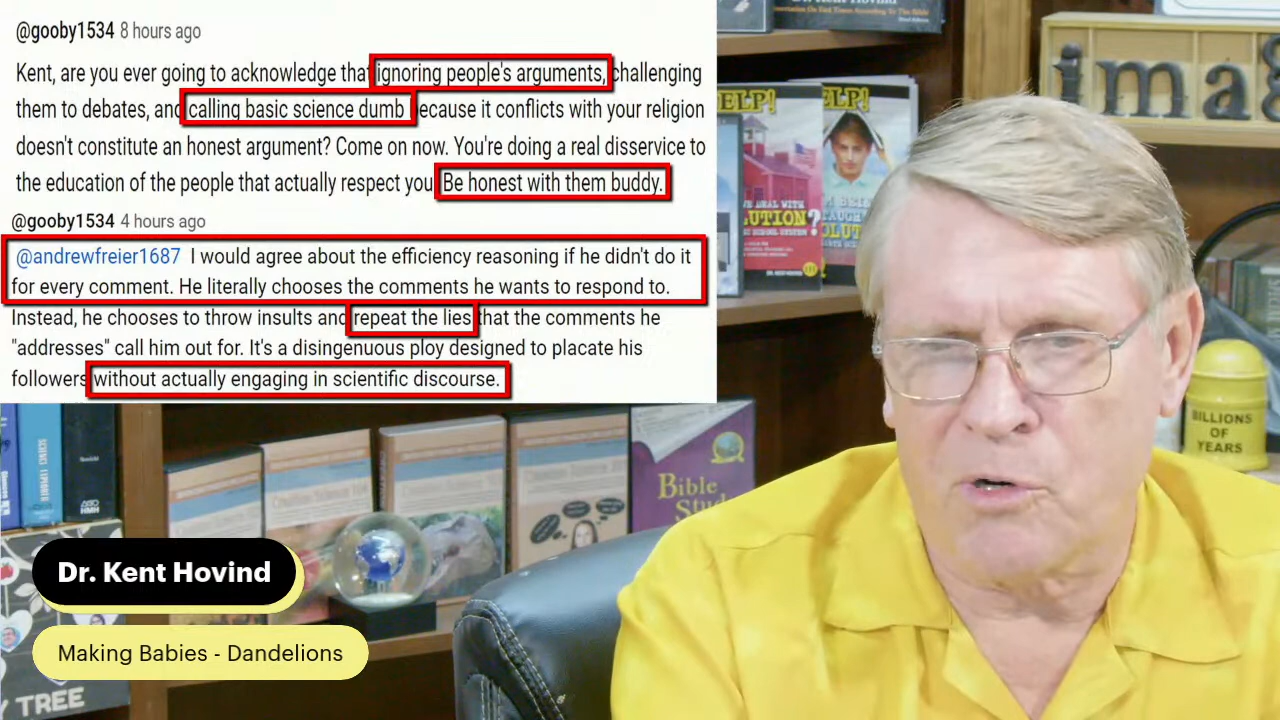 @gooby1534 8 hours ago
Kent, are you ever going to acknowledge that ignoring people's arguments, challenging
them to debates, and calling basic science dumb because it conflicts with your religion
doesn't constitute an honest argument? Come on now. You're doing a real disservice to
the education of the people that actually respect you. Be honest with them buddy.
@gooby1534 4 hours ago
@andrewfreier1687 I would agree about the efficiency reasoning if he didn't do it
for every comment. He literally chooses the comments he wants to respond to.
Instead, he chooses to throw insults and repeat the lies that the comments he
"addresses" call him out for. It's a disingenuous ploy designed to placate his
followers without actually engaging in scientific discourse.
imag
ELP!
ELP!
UTION?
BILLIONS
OF
YEARS
Bible
Stu
HMH
Dr. Kent Hovind
Making Babies - Dandelions
Y TREE